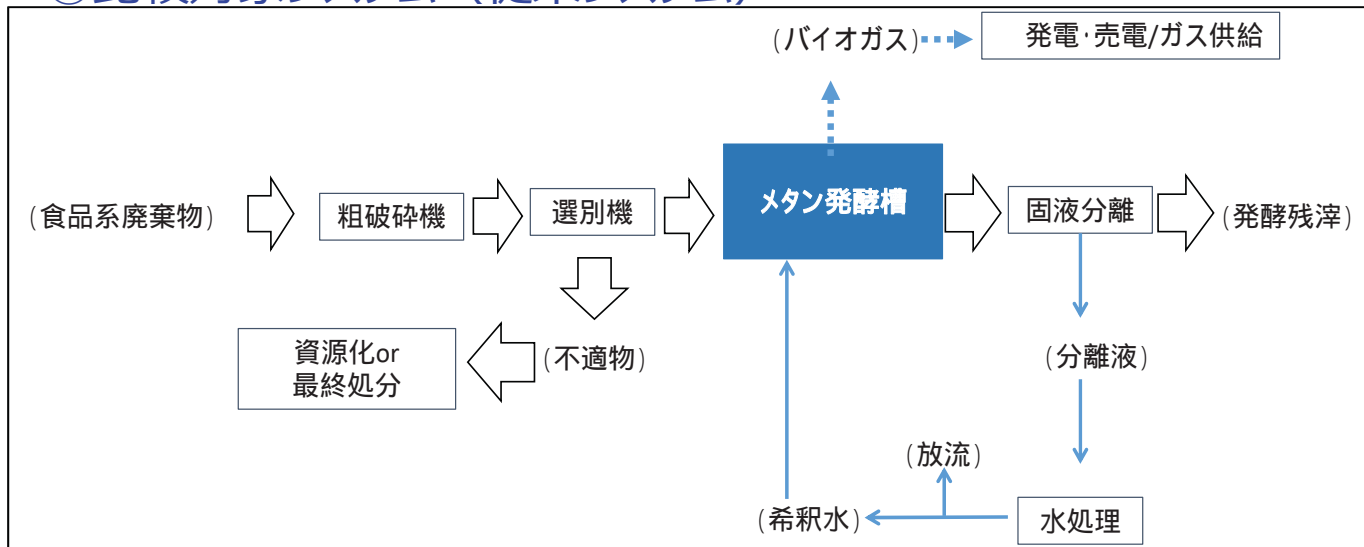 (バイオガス)
発電・売電/ガス供給
(食品系廃棄物)
粗破砕機
選別機
メタン発酵槽
固液分離
(発酵残滓)
資源化or
最終処分
(不適物)
(分離液)
(放流)
(希釈水)
水処理